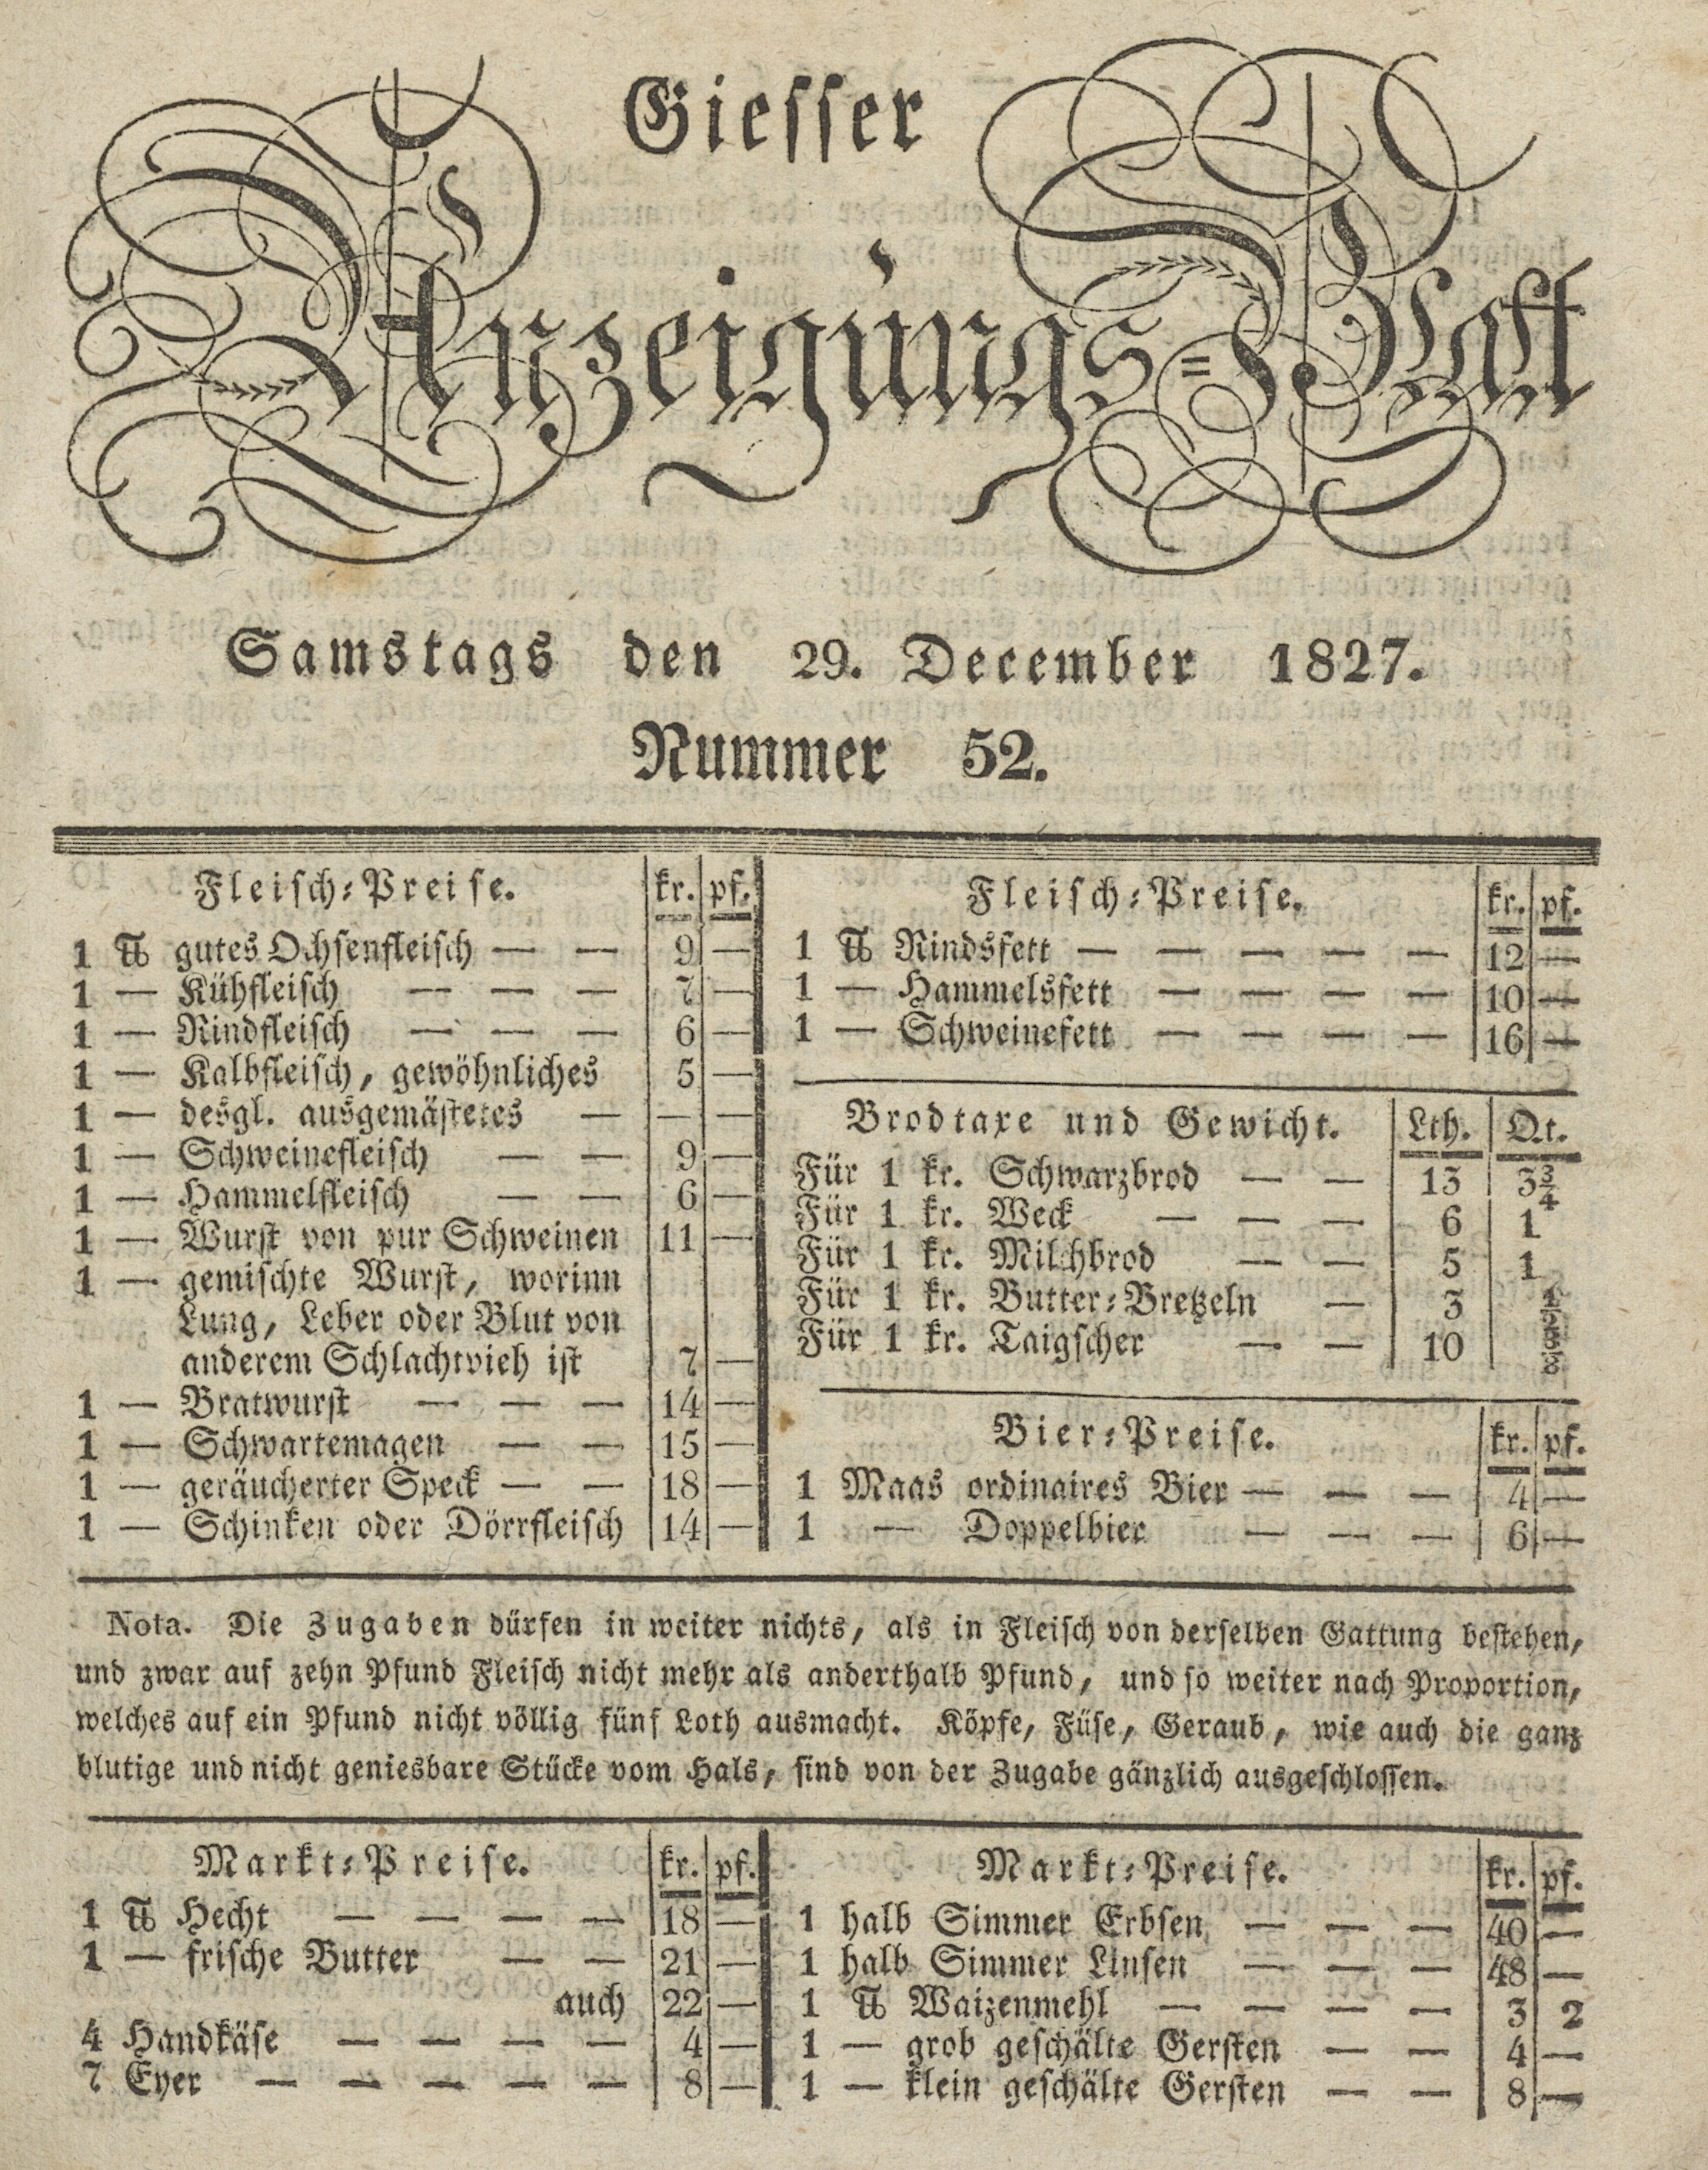 Giesser
Anzeigungs-Blatt
Samstags den 29. December 1827.
Nummer 52.
Fleisch-Preise. kr. pf.
1 ℔ gutes Ochsenfleisch — — 9 —
1 — Kühfleisch — — — 7 —
1 — Rindfleisch — — — 6 —
1 — Kalbfleisch, gewöhnliches 5 —
1 — desgl. ausgemästetes — — —
1 — Schweinefleisch — — 9 —
1 — Hammelfleisch — — 6 —
1 — Wurst von pur Schweinen 11 —
1 — gemischte Wurst, worinn
Lung, Leber oder Blut von
anderem Schlachtvieh ist 7 —
1 — Bratwurst — — — 14 —
1 — Schwartemagen — — 15 —
1 — geräucherter Speck — — 18 —
1 — Schinken oder Dörrfleisch 14 —
Fleisch-Preise. kr. pf.
1 ℔ Rindsfett — — — — — 12 —
1 — Hammelsfett — — — — 10 —
1 — Schweinefett — — — — 16 —
Brodtaxe und Gewicht. Lth. Qt.
Für 1 kr. Schwarzbrod — — 13 3¾
Für 1 kr. Weck — — — 6 1
Für 1 kr. Milchbrod — — 5 1
Für 1 kr. Butter-Bretzeln — 3
Für 1 kr. Taigscher — — 10
Bier-Preise. kr. pf.
1 Maas ordinaires Bier — — — 4 —
1 — Doppelbier — — — 6 —
Nota. Die Zugaben dürfen in weiter nichts, als in Fleisch von derselben Gattung bestehen,
und zwar auf zehn Pfund Fleisch nicht mehr als anderthalb Pfund, und so weiter nach Proportion,
welches auf ein Pfund nicht völlig fünf Loth ausmacht. Köpfe, Füse, Geraub, wie auch die ganz
blutige und nicht geniesbare Stücke vom Hals, sind von der Zugabe gänzlich ausgeschlossen.
Markt-Preise. kr. pf.
1 ℔ Hecht — — — — 18 —
1 — frische Butter — — 21 —
auch 22 —
4 Handkäse — — — — 4 —
7 Eyer — — — — — 8 —
Markt-Preise. kr. pf.
1 halb Simmer Erbsen — — — 40 —
1 halb Simmer Linsen — — — 48 —
1 ℔ Waizenmehl — — — — 3 2
1 — grob geschälte Gersten — — 4 —
1 — klein geschälte Gersten — — 8 —